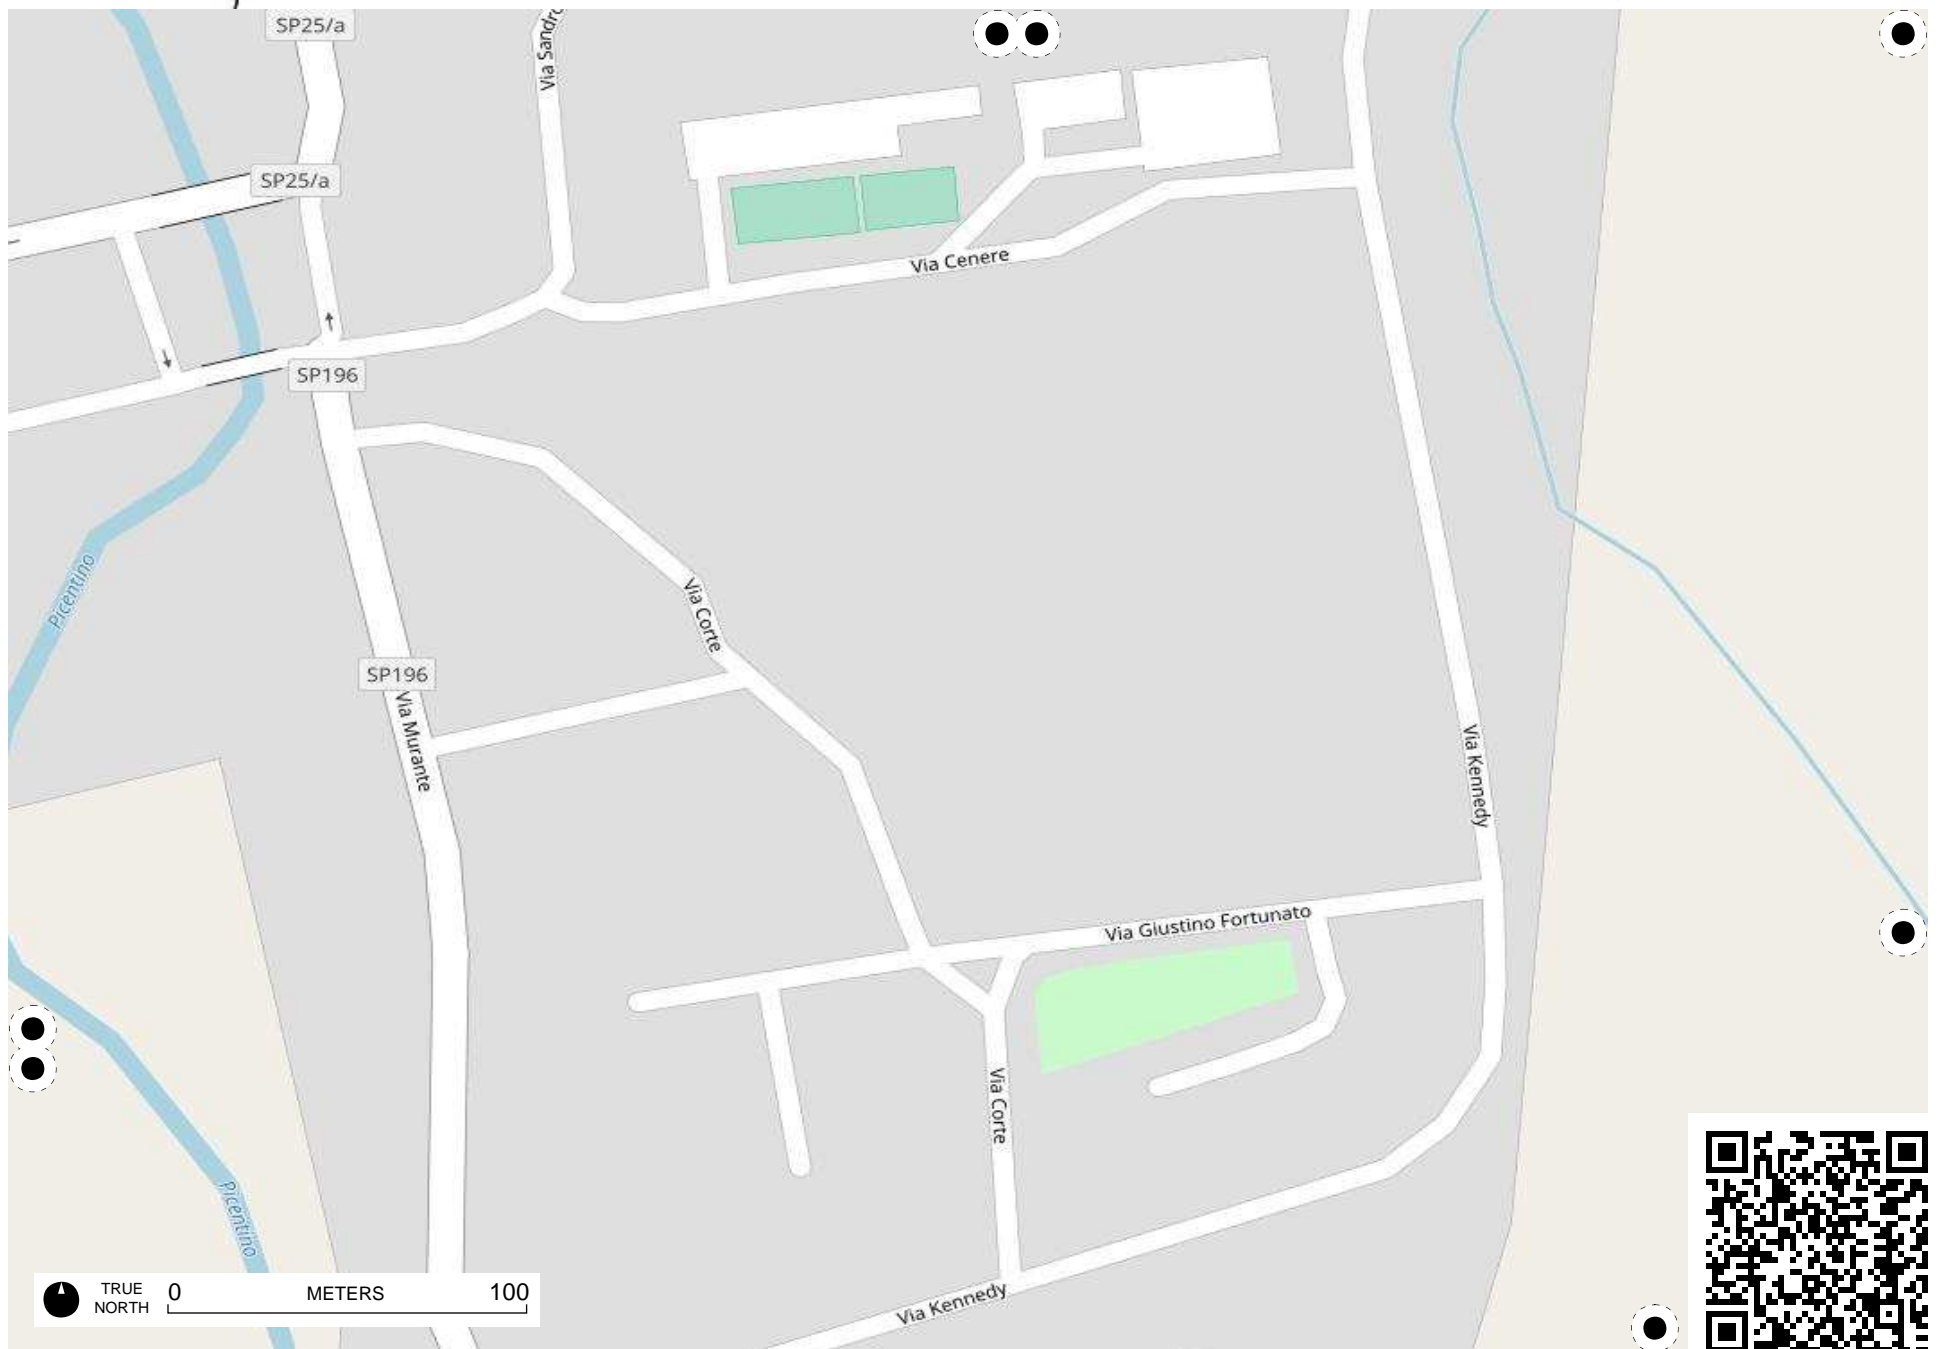 SP25/a
Via Sandro
SP25/a
Via Cenere
SP196
Picentino
Via Corte
SP196
Via Murante
Via Kennedy
Via Giustino Fortunato
Via Corte
Picentino
TRUE
NORTH
0 METERS 100
Via Kennedy